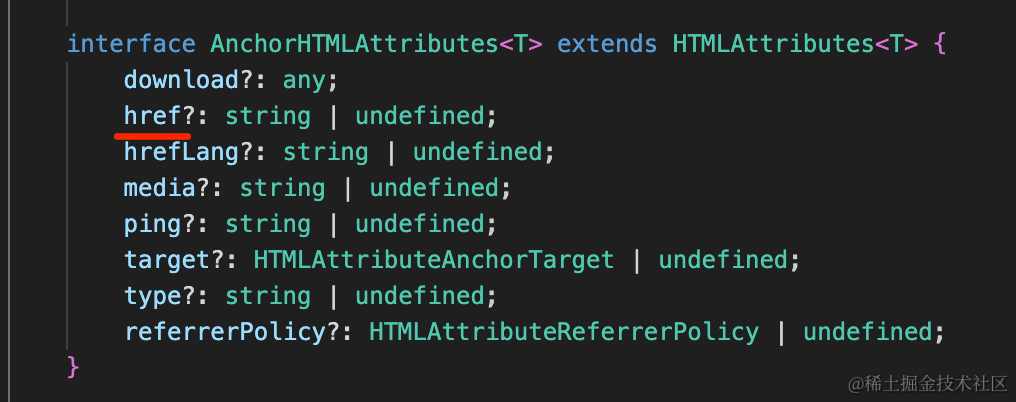 interface AnchorHTMLAttributes<T> extends HTMLAttributes<T> {
    download?: any;
    href?: string | undefined;
    hrefLang?: string | undefined;
    media?: string | undefined;
    ping?: string | undefined;
    target?: HTMLAttributeAnchorTarget | undefined;
    type?: string | undefined;
    referrerPolicy?: HTMLAttributeReferrerPolicy | undefined;
}
@稀土掘金技术社区